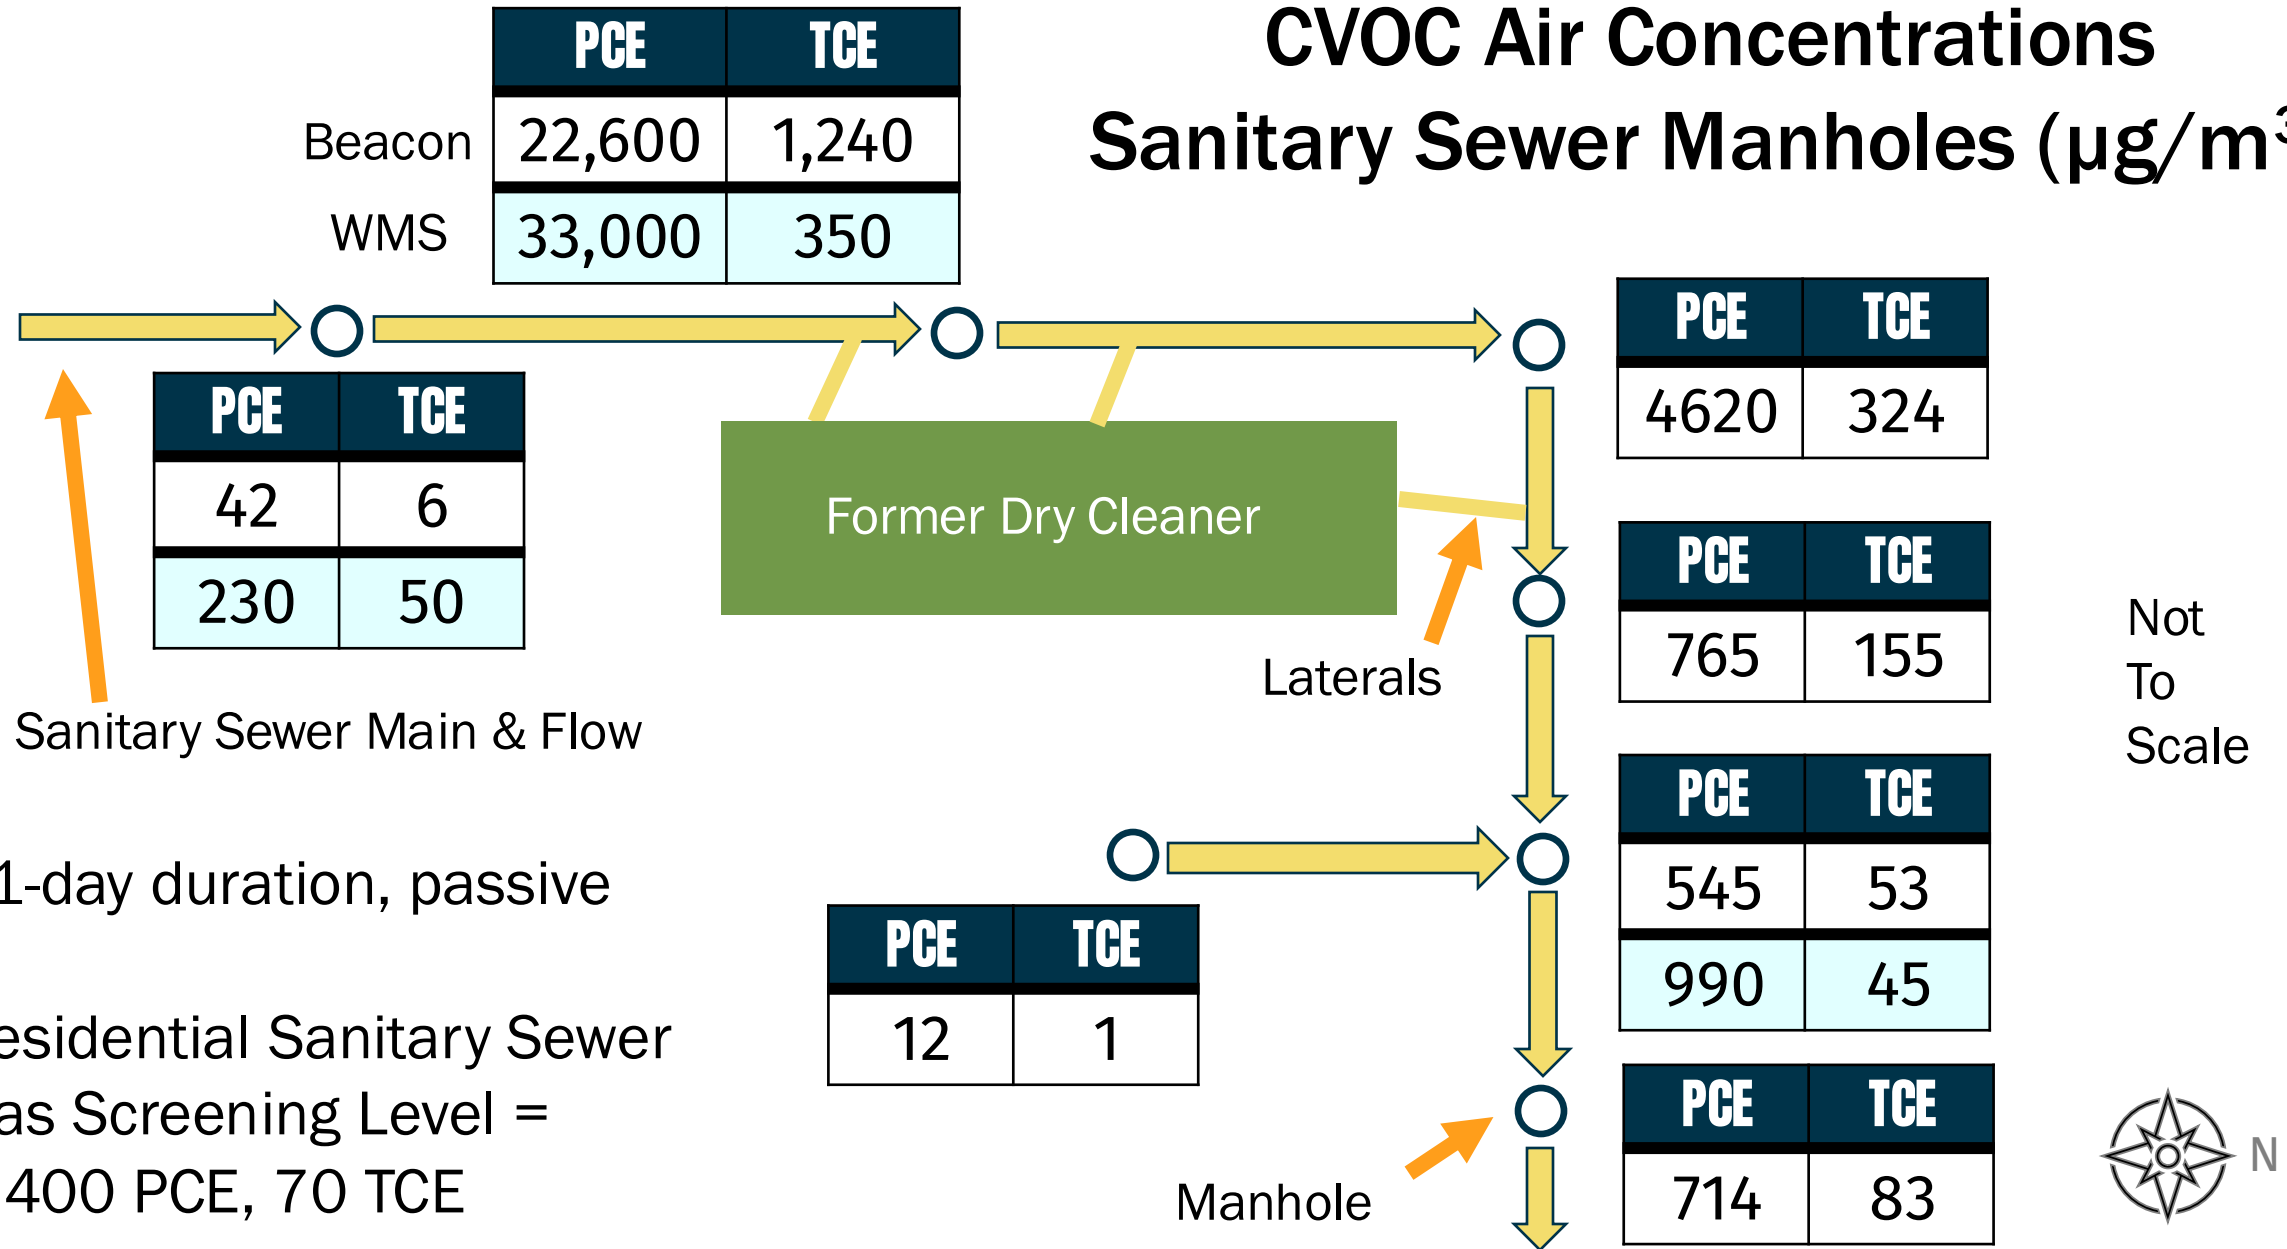 CVOC Air Concentrations
Sanitary Sewer Manholes (µg/m³
PCE TCE
Beacon 22,600 1,240
WMS 33,000 350
PCE TCE
42 6
230 50
PCE TCE
4620 324
Former Dry Cleaner
PCE TCE
765 155
Laterals
Not
To
Scale
Sanitary Sewer Main & Flow
PCE TCE
545 53
990 45
1-day duration, passive
PCE TCE
12 1
esidential Sanitary Sewer
as Screening Level =
400 PCE, 70 TCE
PCE TCE
714 83
Manhole
N